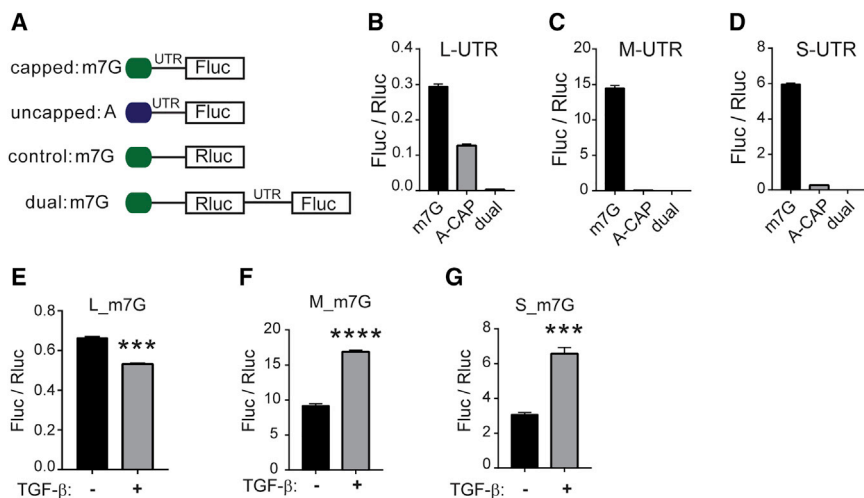 A
capped:m7G UTR Fluc
uncapped:A UTR Fluc
control:m7G Rluc
dual:m7G Rluc UTR Fluc
B
L-UTR
Fluc / Rluc
0.4
0.3
0.2
0.1
0.0
m7G A-CAP dual
C
M-UTR
Fluc / Rluc
20
15
10
5
0
m7G A-CAP dual
D
S-UTR
Fluc / Rluc
8
6
4
2
0
m7G A-CAP dual
E
L_m7G
***
Fluc / Rluc
0.8
0.6
0.4
0.2
0.0
TGF-β: - +
F
M_m7G
****
Fluc / Rluc
20
15
10
5
0
TGF-β: - +
G
S_m7G
***
Fluc / Rluc
8
6
4
2
0
TGF-β: - +